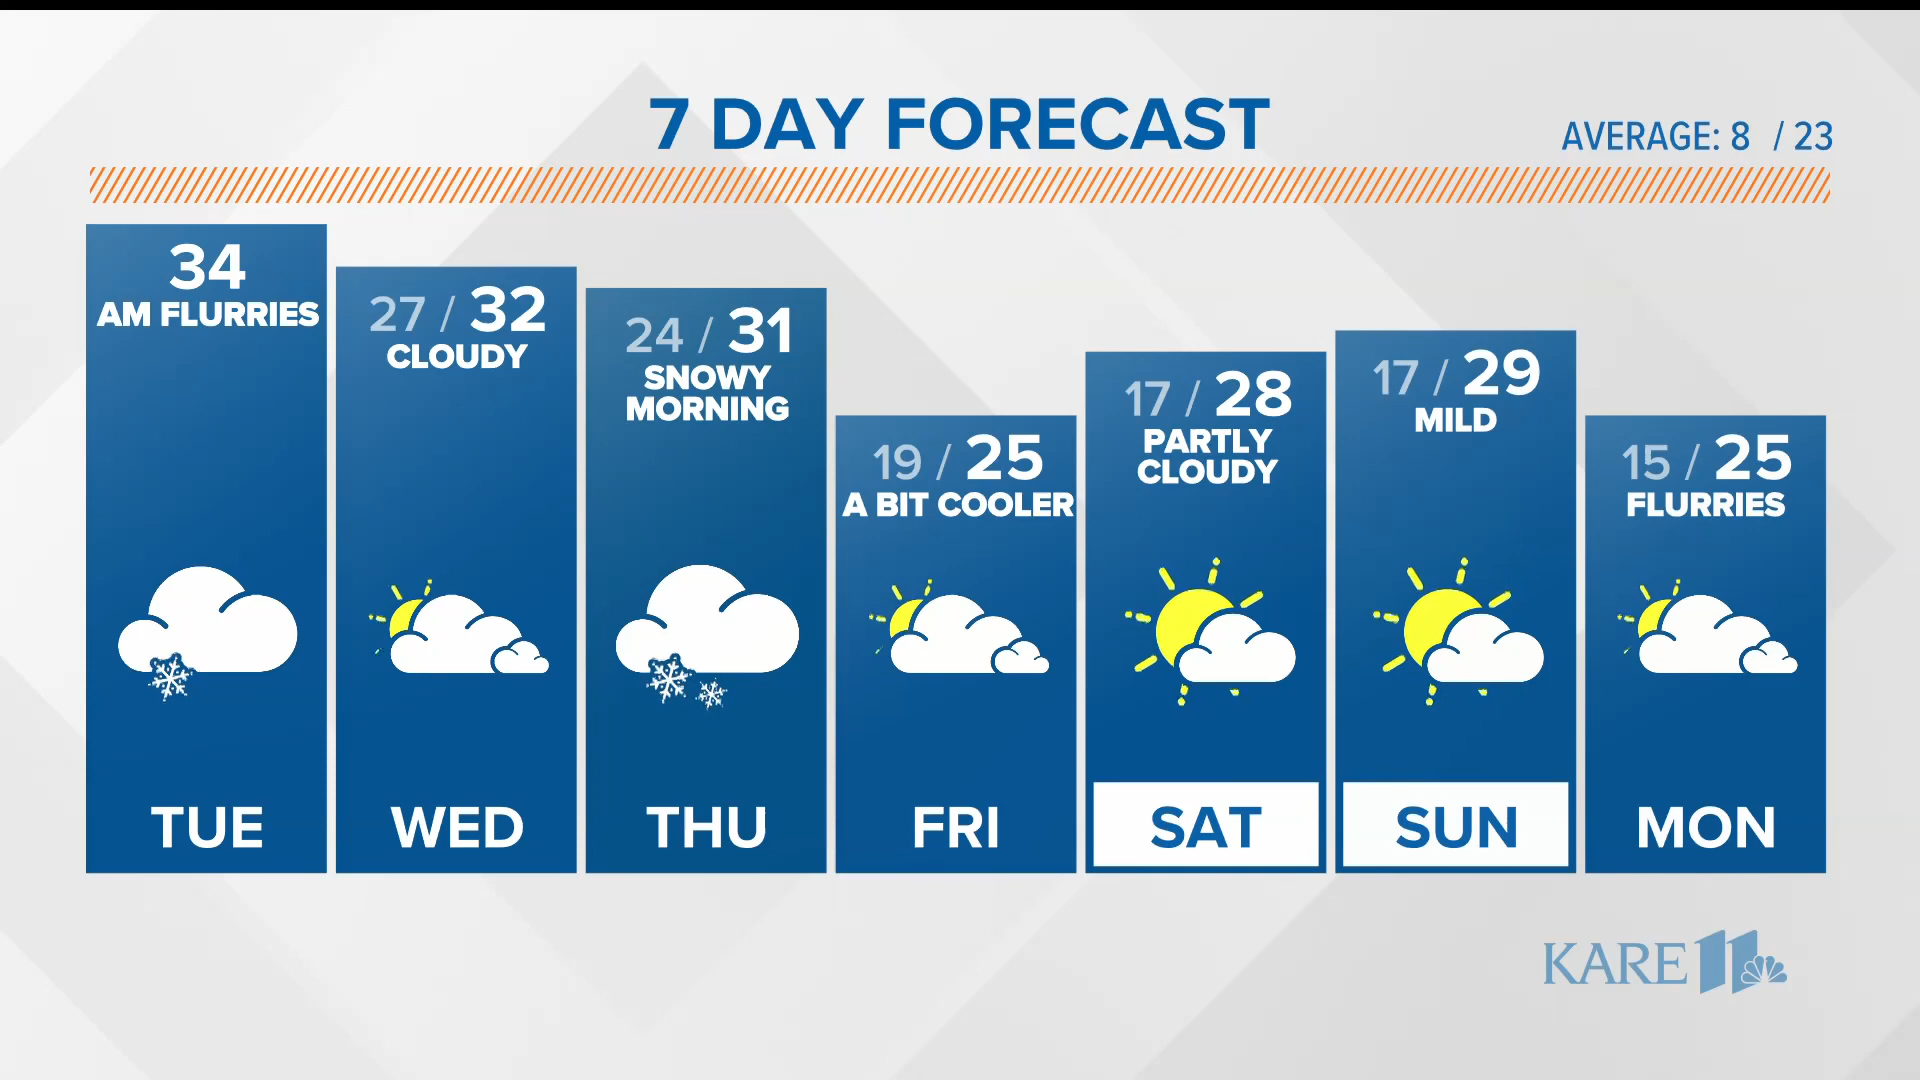 7 DAY FORECAST
AVERAGE: 8 / 23
34
AM FLURRIES
TUE
27 / 32
CLOUDY
WED
24 / 31
SNOWY
MORNING
THU
19 / 25
A BIT COOLER
FRI
17 / 28
PARTLY
CLOUDY
SAT
17 / 29
MILD
SUN
15 / 25
FLURRIES
MON
KARE 11